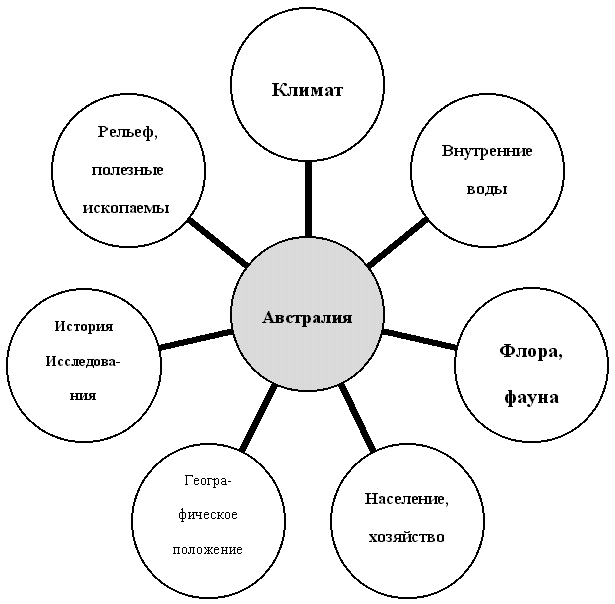 Климат
Рельеф,
полезные
ископаемы
Внутренние
воды
Австралия
История
Исследова-
ния
Флора,
фауна
Геогра-
фическое
положение
Население,
хозяйство